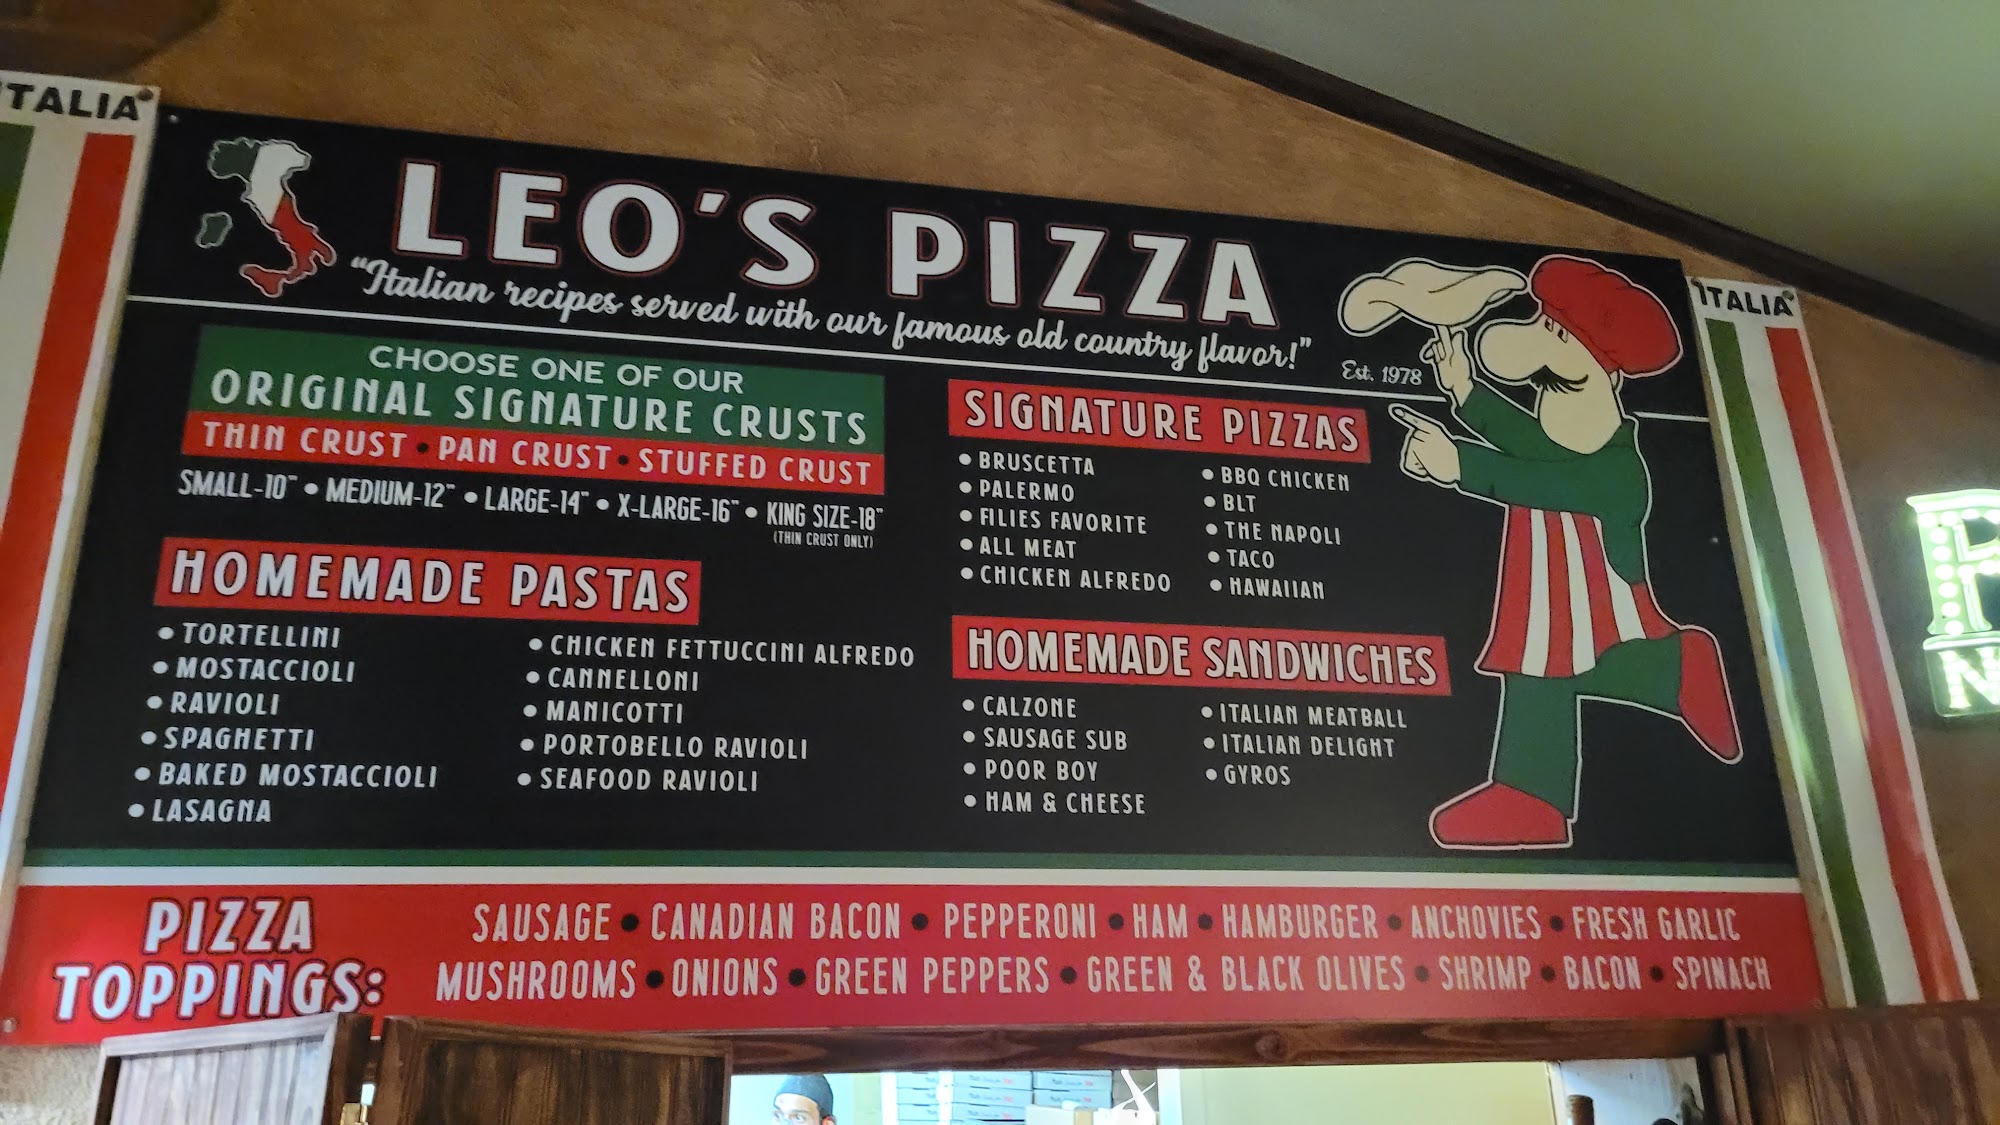 ITALIA
LEO'S PIZZA
"Italian recipes served with our famous old country flavor!"
Est. 1978
CHOOSE ONE OF OUR
ORIGINAL SIGNATURE CRUSTS
THIN CRUST • PAN CRUST • STUFFED CRUST
SMALL-10" • MEDIUM-12" • LARGE-14" • X-LARGE-16" • KING SIZE-18"
(THIN CRUST ONLY)
HOMEMADE PASTAS
• TORTELLINI
• MOSTACCIOLI
• RAVIOLI
• SPAGHETTI
• BAKED MOSTACCIOLI
• LASAGNA
• CHICKEN FETTUCCINI ALFREDO
• CANNELLONI
• MANICOTTI
• PORTOBELLO RAVIOLI
• SEAFOOD RAVIOLI
SIGNATURE PIZZAS
• BRUSCETTA
• PALERMO
• FILIES FAVORITE
• ALL MEAT
• CHICKEN ALFREDO
• BBQ CHICKEN
• BLT
• THE NAPOLI
• TACO
• HAWAIIAN
HOMEMADE SANDWICHES
• CALZONE
• SAUSAGE SUB
• POOR BOY
• HAM & CHEESE
• ITALIAN MEATBALL
• ITALIAN DELIGHT
• GYROS
PIZZA
TOPPINGS:
SAUSAGE • CANADIAN BACON • PEPPERONI • HAM • HAMBURGER • ANCHOVIES • FRESH GARLIC
MUSHROOMS • ONIONS • GREEN PEPPERS • GREEN & BLACK OLIVES • SHRIMP • BACON • SPINACH
ITALIA